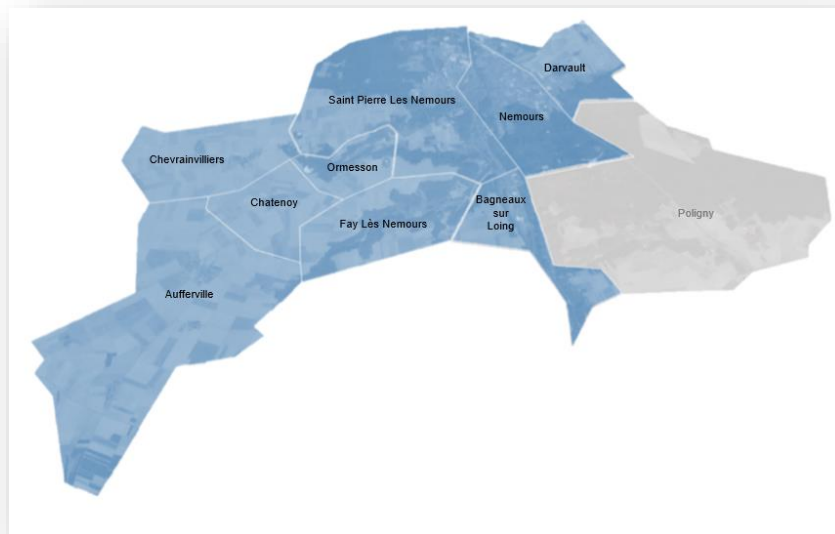 Darvault
Saint Pierre Les Nemours
Nemours
Chevrainvilliers
Ormesson
Chatenoy
Bagneaux
sur
Loing
Poligny
Fay Lès Nemours
Aufferville